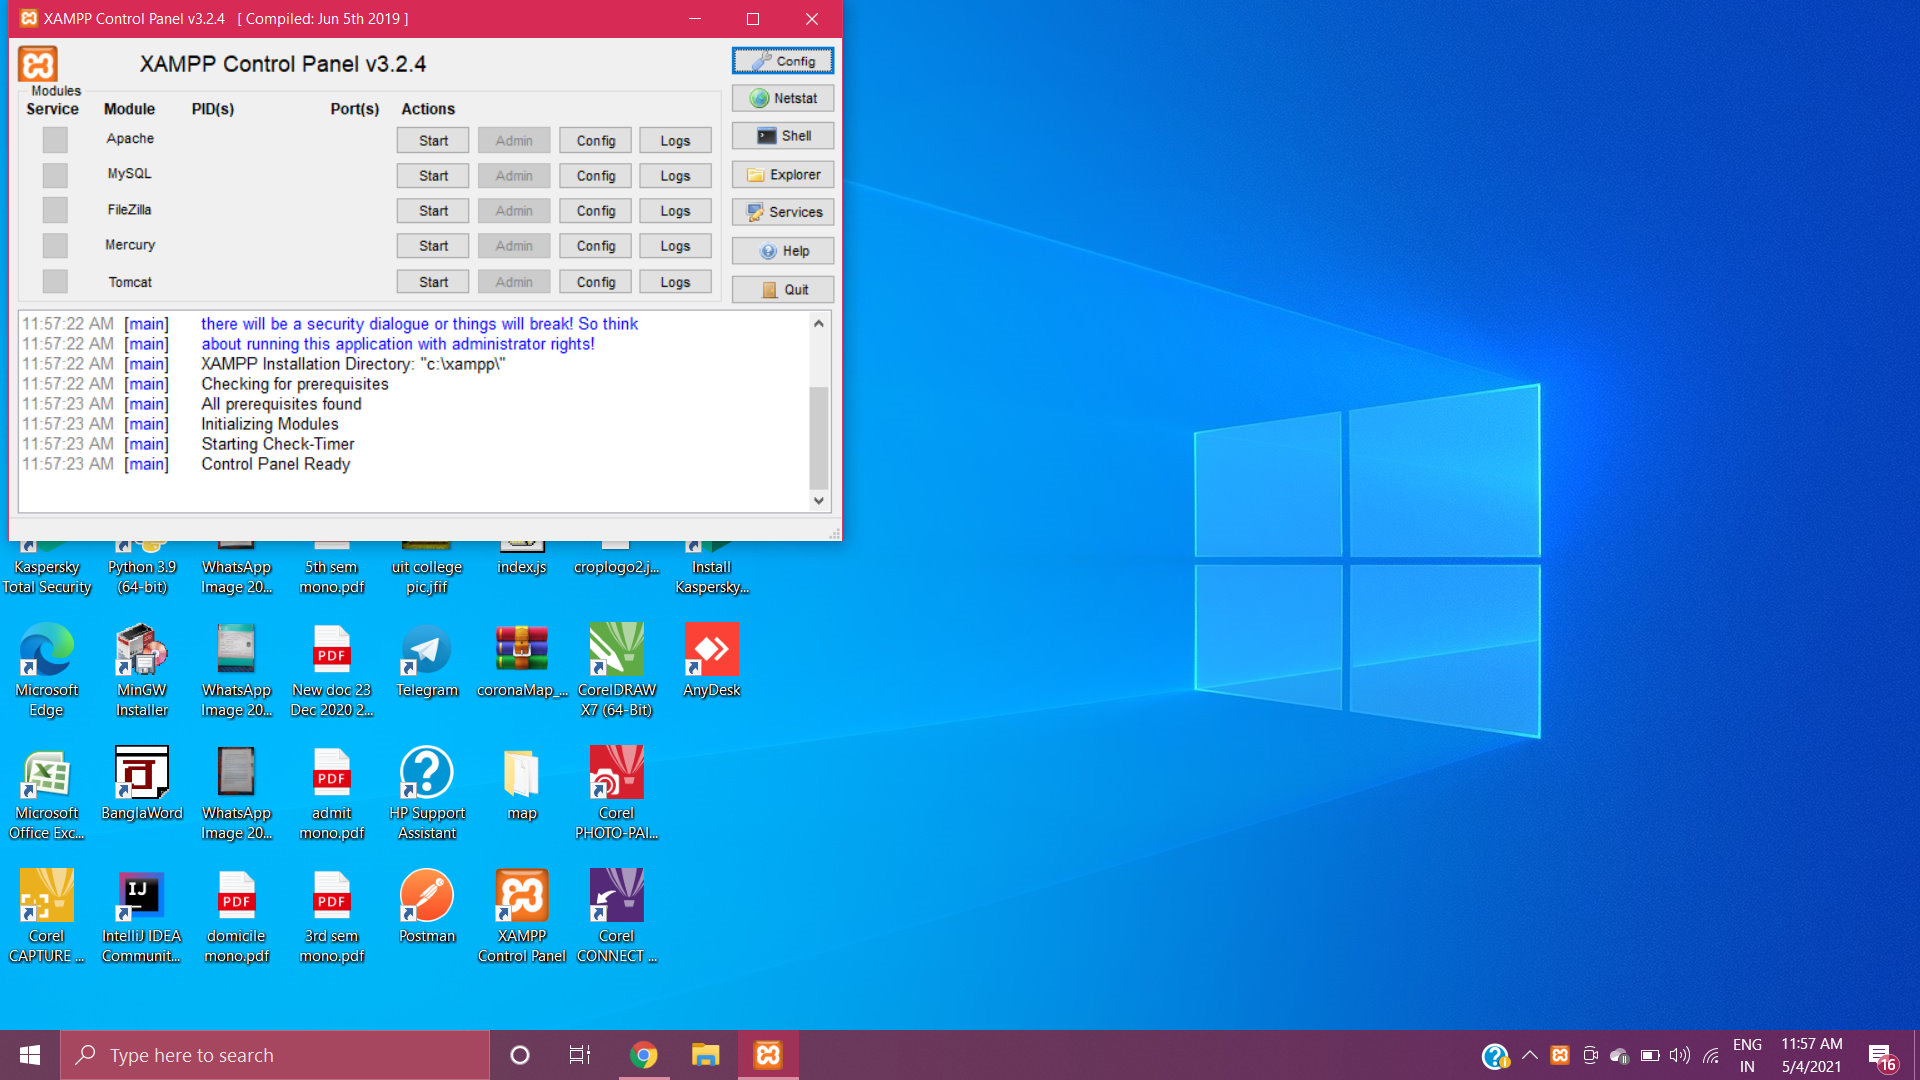 XAMPP Control Panel v3.2.4 [ Compiled: Jun 5th 2019 ]
XAMPP Control Panel v3.2.4
Config
Modules
Service Module PID(s) Port(s) Actions
Netstat
Apache Start Admin Config Logs
Shell
MySQL Start Admin Config Logs
Explorer
FileZilla Start Admin Config Logs
Services
Mercury Start Admin Config Logs
Help
Tomcat Start Admin Config Logs
Quit
11:57:22 AM [main] there will be a security dialogue or things will break! So think
11:57:22 AM [main] about running this application with administrator rights!
11:57:22 AM [main] XAMPP Installation Directory: "c:\xampp\"
11:57:22 AM [main] Checking for prerequisites
11:57:23 AM [main] All prerequisites found
11:57:23 AM [main] Initializing Modules
11:57:23 AM [main] Starting Check-Timer
11:57:23 AM [main] Control Panel Ready
Kaspersky
Total Security
Python 3.9
(64-bit)
WhatsApp
Image 20...
5th sem
mono.pdf
uit college
pic.jfif
index.js
croplogo2.j...
Install
Kaspersky...
Microsoft
Edge
MinGW
Installer
WhatsApp
Image 20...
PDF
New doc 23
Dec 2020 2...
Telegram
coronaMap_...
CorelDRAW
X7 (64-Bit)
AnyDesk
Microsoft
Office Exc...
BanglaWord
WhatsApp
Image 20...
PDF
admit
mono.pdf
HP Support
Assistant
map
Corel
PHOTO-PAI...
Corel
CAPTURE ...
IJ
IntelliJ IDEA
Communit...
PDF
domicile
mono.pdf
PDF
3rd sem
mono.pdf
Postman
XAMPP
Control Panel
Corel
CONNECT ...
Type here to search
ENG
IN
11:57 AM
5/4/2021
16